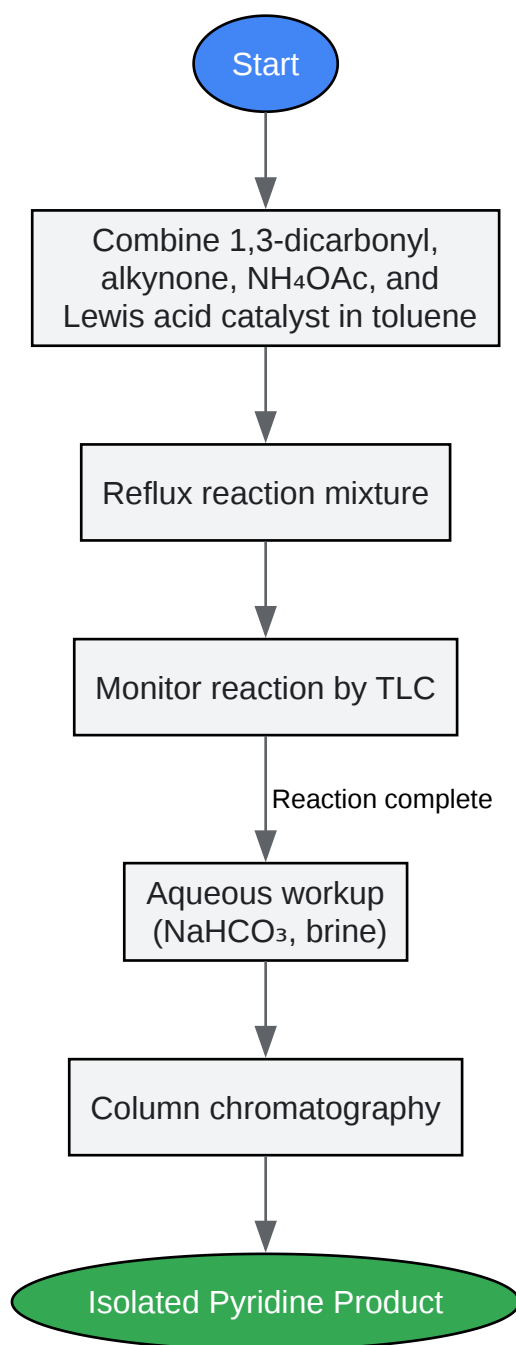 Start
Combine 1,3-dicarbonyl,
alkynone, NH₄OAc, and
Lewis acid catalyst in toluene
Reflux reaction mixture
Monitor reaction by TLC
Reaction complete
Aqueous workup
(NaHCO₃, brine)
Column chromatography
Isolated Pyridine Product